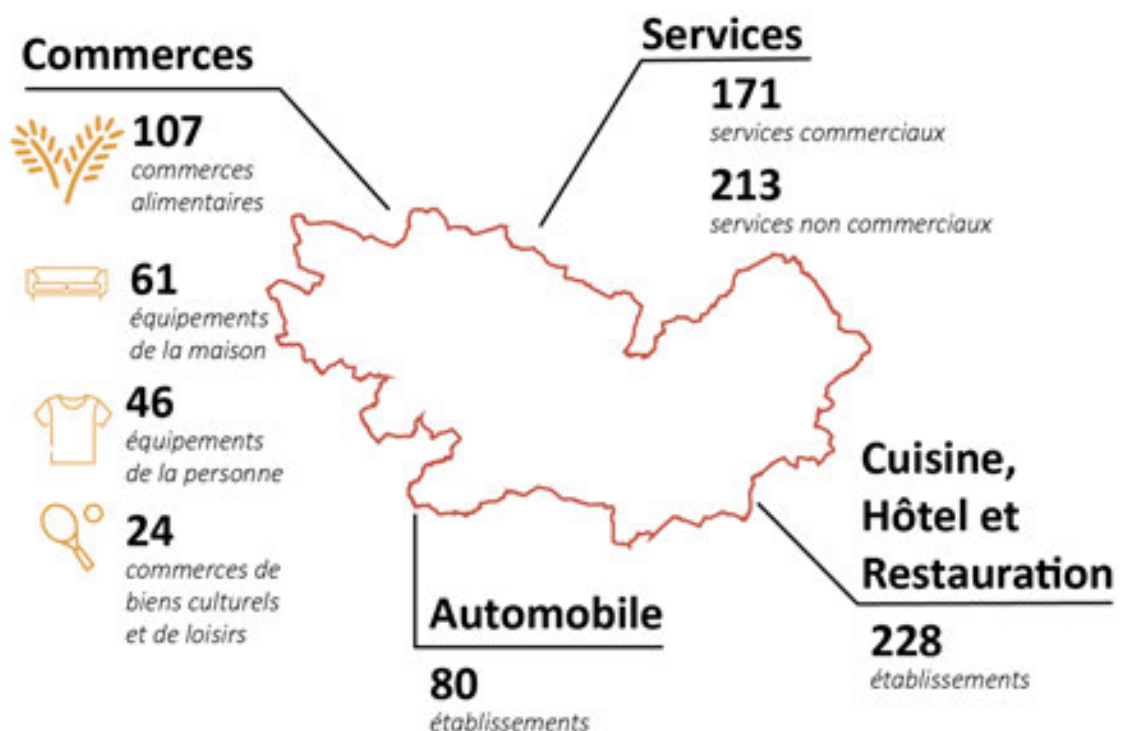 Commerces
107
commerces
alimentaires
61
équipements
de la maison
46
équipements
de la personne
24
commerces de
biens culturels
et de loisirs
Services
171
services commerciaux
213
services non commerciaux
Automobile
80
établissements
Cuisine,
Hôtel et
Restauration
228
établissements